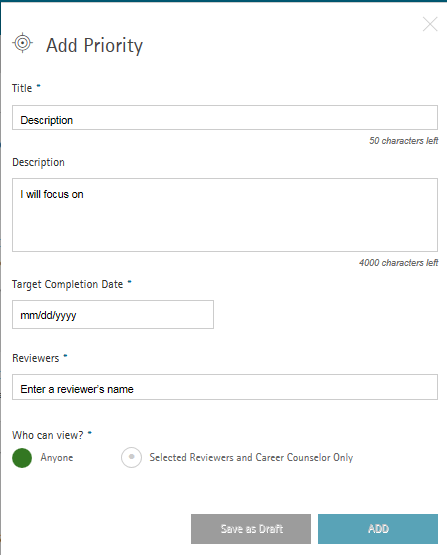 Add Priority
Title *
Description
50 characters left
Description
I will focus on
4000 characters left
Target Completion Date *
mm/dd/yyyy
Reviewers *
Enter a reviewer's name
Who can view? *
Anyone Selected Reviewers and Career Counselor Only
Save as Draft ADD